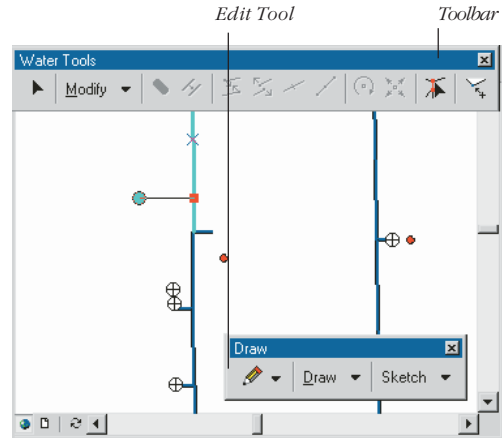 Edit Tool Toolbar
Water Tools
Modify
Draw
Draw Sketch